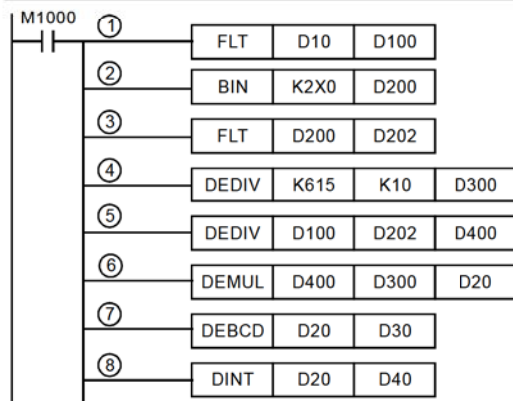 M1000
① FLT D10 D100
② BIN K2X0 D200
③ FLT D200 D202
④ DEDIV K615 K10 D300
⑤ DEDIV D100 D202 D400
⑥ DEMUL D400 D300 D20
⑦ DEBCD D20 D30
⑧ DINT D20 D40